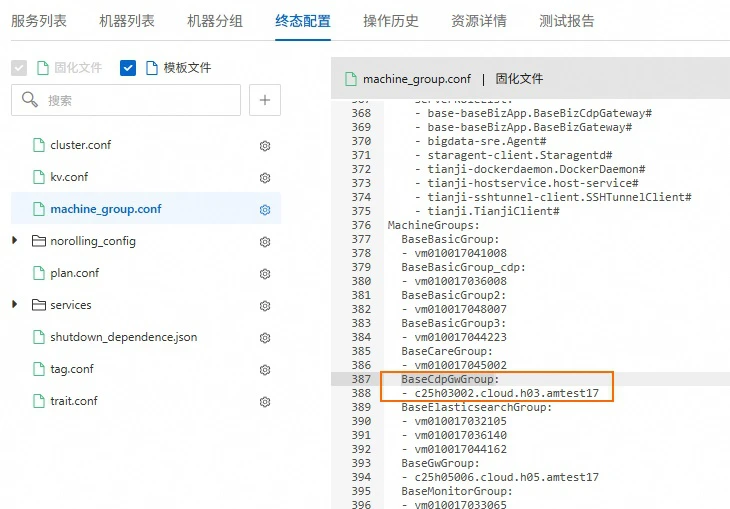 服务列表 机器列表 机器分组 终态配置 操作历史 资源详情 测试报告
固化文件 模板文件
搜索
cluster.conf
kv.conf
machine_group.conf
norolling_config
plan.conf
services
shutdown_dependence.json
tag.conf
trait.conf
machine_group.conf | 固化文件
367 ServerRoleList:
368 - base-baseBizApp.BaseBizCdpGateway#
369 - base-baseBizApp.BaseBizGateway#
370 - bigdata-sre.Agent#
371 - staragent-client.Staragentd#
372 - tianji-dockerdaemon.DockerDaemon#
373 - tianji-hostservice.host-service#
374 - tianji-sshtunnel-client.SSHTunnelClient#
375 - tianji.TianjiClient#
376 MachineGroups:
377 BaseBasicGroup:
378 - vm010017041008
379 BaseBasicGroup_cdp:
380 - vm010017036008
381 BaseBasicGroup2:
382 - vm010017048007
383 BaseBasicGroup3:
384 - vm010017044223
385 BaseCareGroup:
386 - vm010017045002
387 BaseCdpGwGroup:
388 - c25h03002.cloud.h03.amtest17
389 BaseElasticsearchGroup:
390 - vm010017032105
391 - vm010017036140
392 - vm010017044162
393 BaseGwGroup:
394 - c25h05006.cloud.h05.amtest17
395 BaseMonitorGroup:
396 - vm010017033065